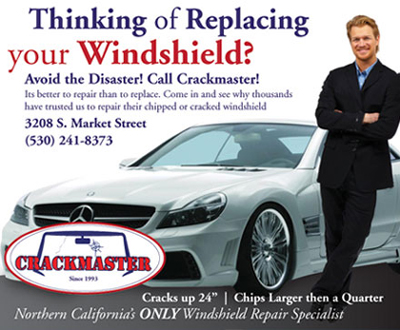 Thinking of Replacing
your Windshield?
Avoid the Disaster! Call Crackmaster!
Its better to repair than to replace. Come in and see why thousands
have trusted us to repair their chipped or cracked windshield
3208 S. Market Street
(530) 241-8373
CRACKMASTER
Since 1993
Cracks up 24" | Chips Larger then a Quarter
Northern California's ONLY Windshield Repair Specialist